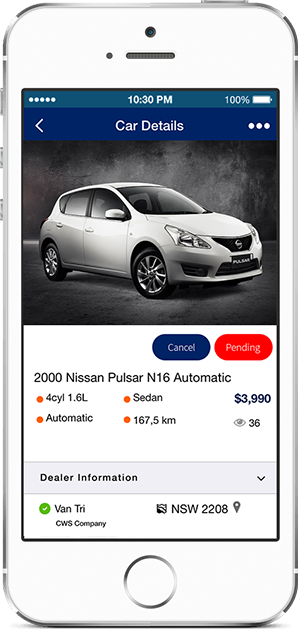 10:30 PM 100%
Car Details
PULSAR
Cancel Pending
2000 Nissan Pulsar N16 Automatic
4cyl 1.6L Sedan $3,990
Automatic 167,5 km 36
Dealer Information
Van Tri NSW 2208
CWS Company